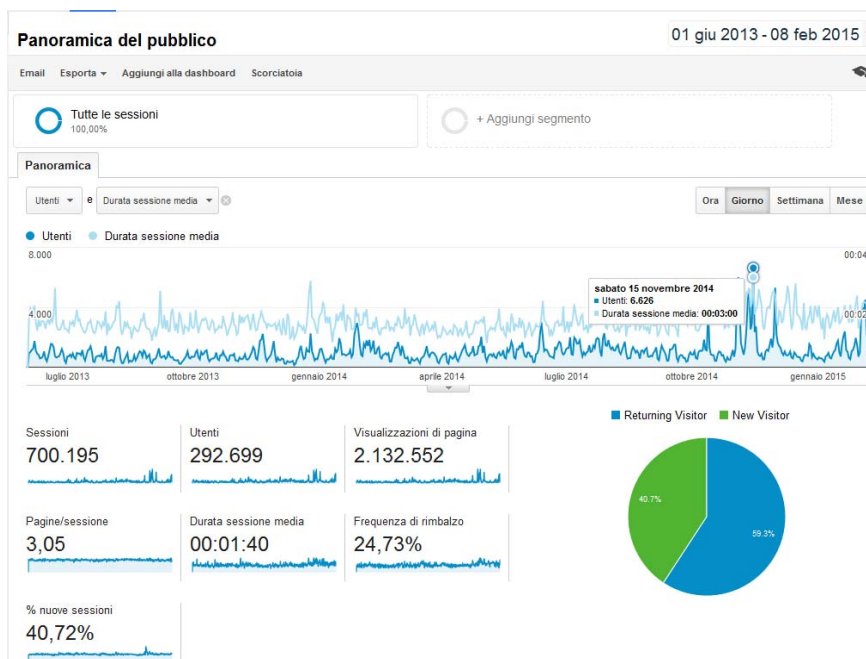 Panoramica del pubblico
01 giu 2013 - 08 feb 2015
Email Esporta Aggiungi alla dashboard Scorciatoia
Tutte le sessioni
100,00%
+ Aggiungi segmento
Panoramica
Utenti e Durata sessione media
Ora Giorno Settimana Mese
Utenti Durata sessione media
8.000
00:04
sabato 15 novembre 2014
Utenti: 6.626
Durata sessione media: 00:03:00
4.000
00:02
luglio 2013 ottobre 2013 gennaio 2014 aprile 2014 luglio 2014 ottobre 2014 gennaio 2015
Returning Visitor New Visitor
Sessioni
700.195
Utenti
292.699
Visualizzazioni di pagina
2.132.552
Pagine/sessione
3,05
Durata sessione media
00:01:40
Frequenza di rimbalzo
24,73%
% nuove sessioni
40,72%
40.7%
59.3%